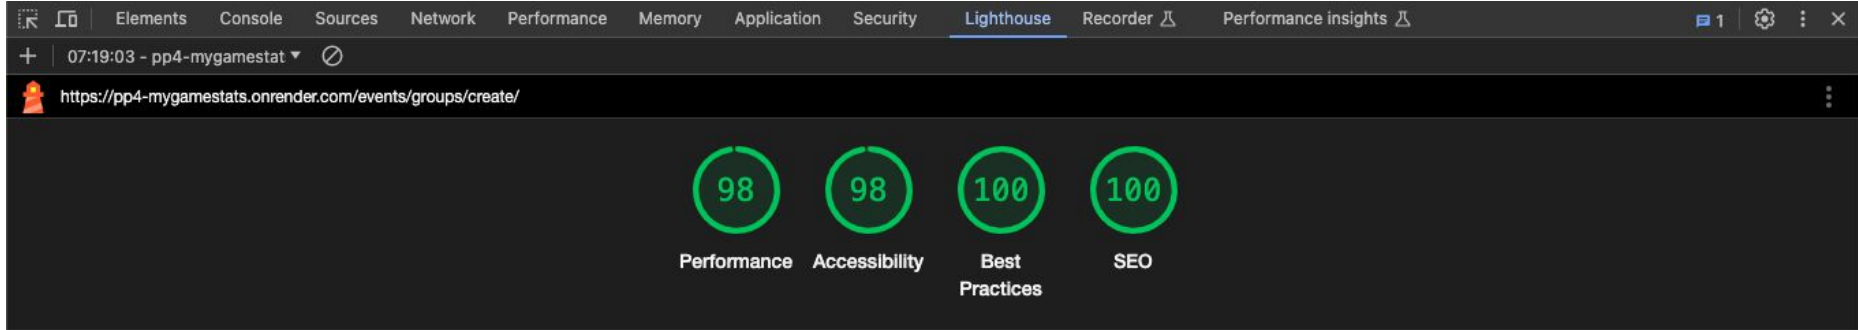 Elements Console Sources Network Performance Memory Application Security Lighthouse Recorder Performance insights 1
07:19:03 - pp4-mygamestat
https://pp4-mygamestats.onrender.com/events/groups/create/
98 98 100 100
Performance Accessibility Best Practices SEO